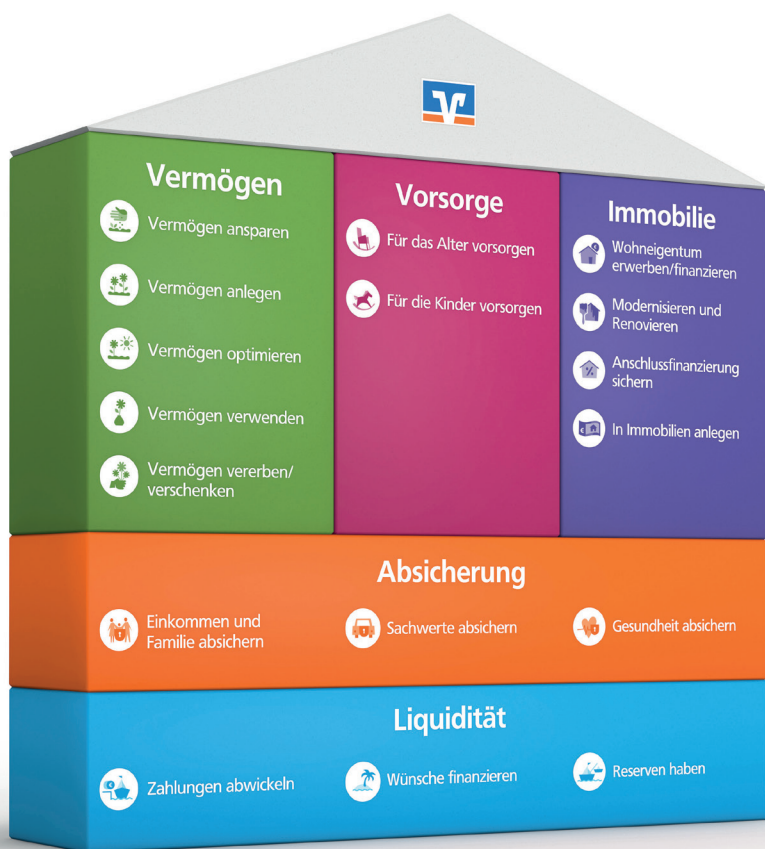 Vermögen
Vermögen ansparen
Vermögen anlegen
Vermögen optimieren
Vermögen verwenden
Vermögen vererben/
verschenken
Vorsorge
Für das Alter vorsorgen
Für die Kinder vorsorgen
Immobilie
Wohneigentum
erwerben/finanzieren
Modernisieren und
Renovieren
Anschlussfinanzierung
sichern
In Immobilien anlegen
Absicherung
Einkommen und
Familie absichern
Sachwerte absichern
Gesundheit absichern
Liquidität
Zahlungen abwickeln
Wünsche finanzieren
Reserven haben